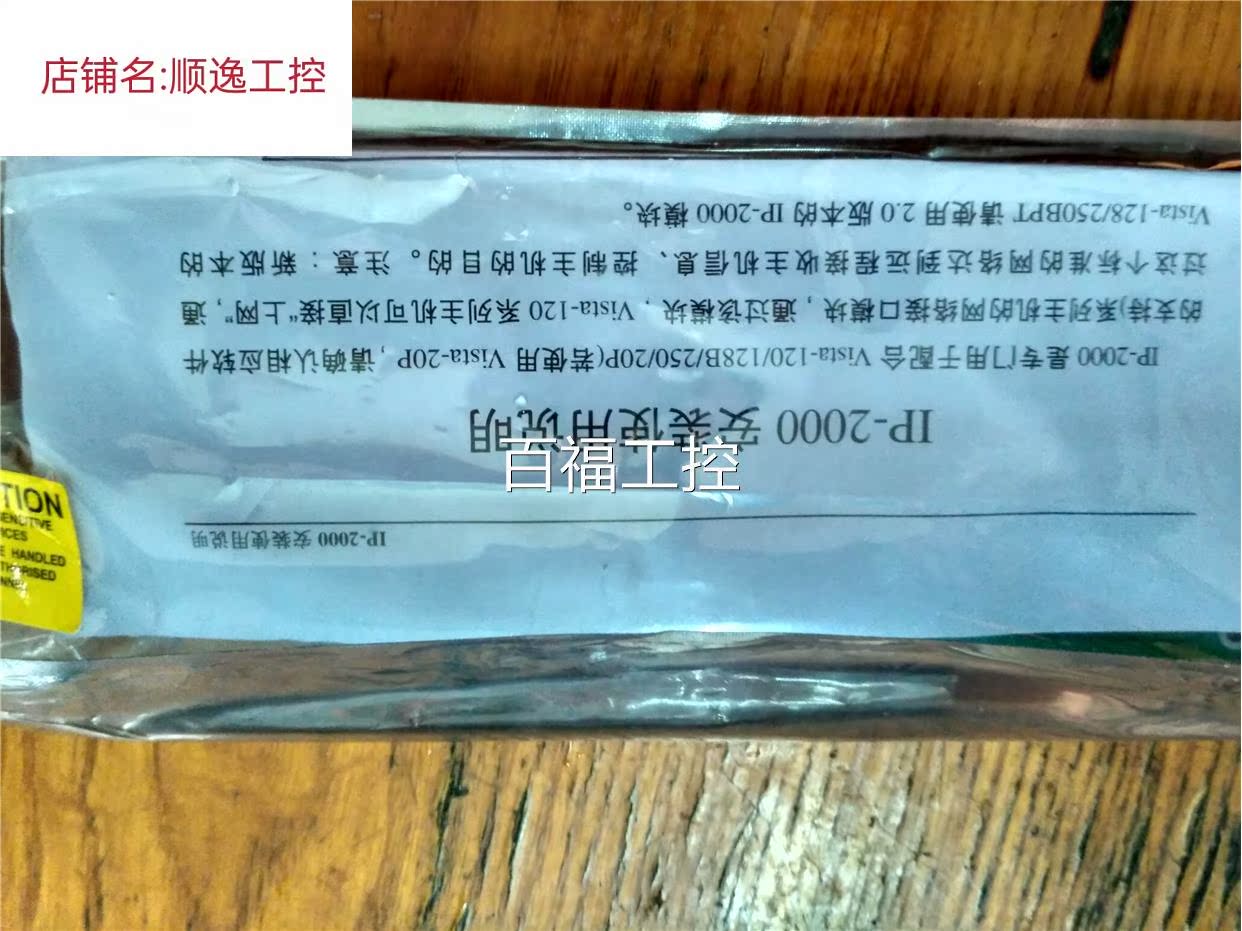 店铺名:顺逸工控
IP-2000 安装使用说明
IP-2000 安装使用说明
IP-2000 是专门用于配合 Vista-120/128B/250/20P(若使用 Vista-20P，请确认相应软件
的支持)系列主机的网络接口模块，通过该模块，Vista-120 系列主机可以直接“上网”，通
过这个标准的网络达到远程接收主机信息、控制主机的目的。注意：新版本的
Vista-128/250BPT 请使用 2.0 版本的 IP-2000 模块。
百福工控
TION
HANDLED